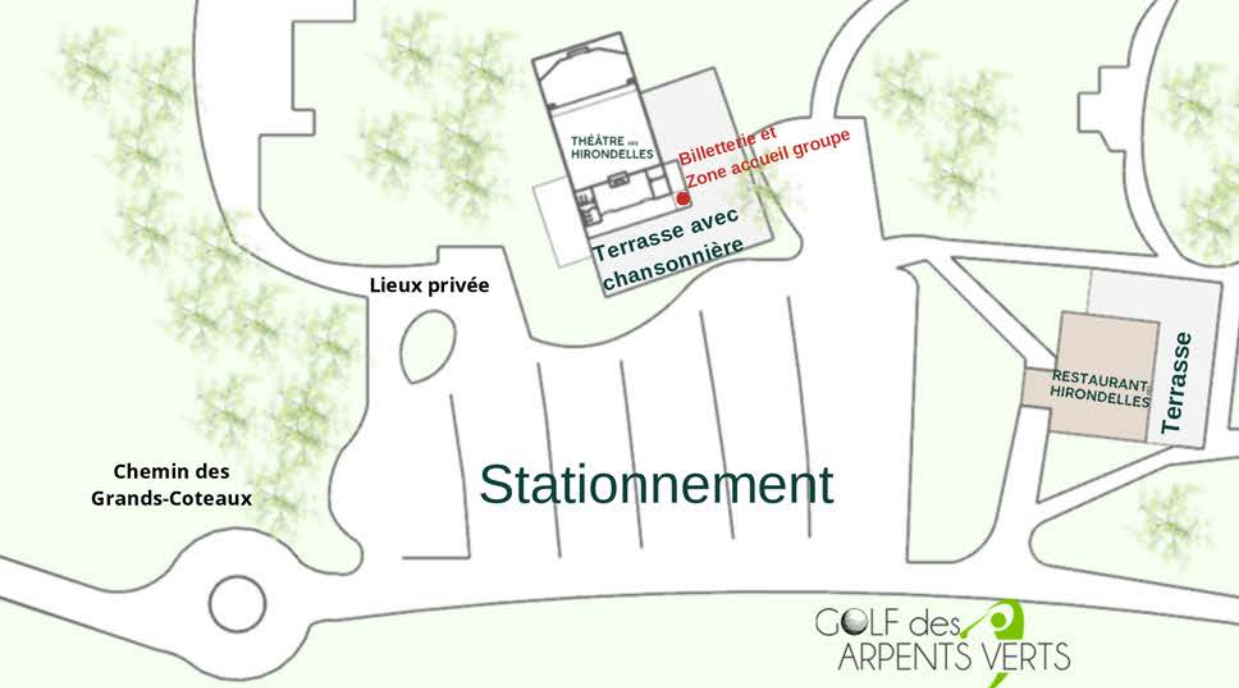 THÉÂTRE DES
HIRONDELLES
Billetterie et
Zone accueil groupe
Terrasse avec
chansonnière
Lieux privée
RESTAURANT
HIRONDELLES
Terrasse
Chemin des
Grands-Coteaux
Stationnement
GOLF des
ARPENTS VERTS